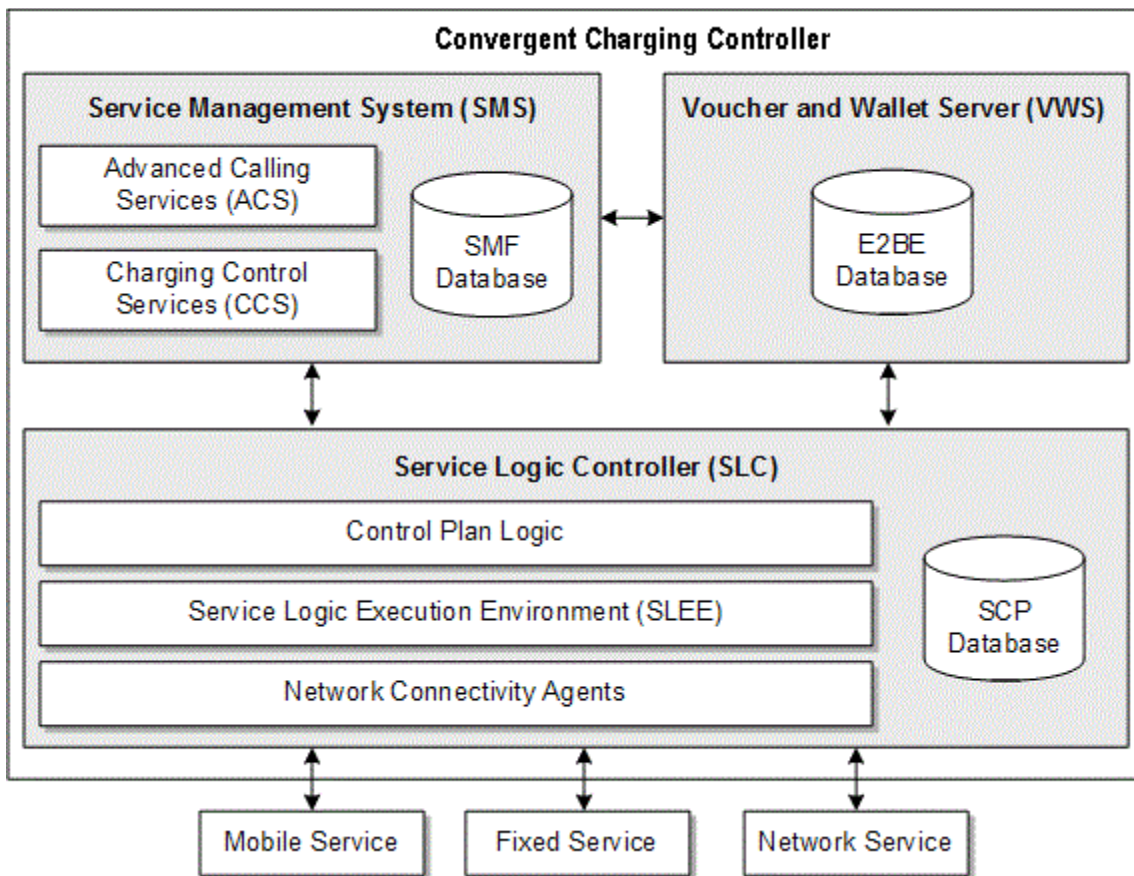 Convergent Charging Controller
Service Management System (SMS)
Advanced Calling
Services (ACS)
Charging Control
Services (CCS)
SMF
Database
Voucher and Wallet Server (VWS)
E2BE
Database
Service Logic Controller (SLC)
Control Plan Logic
Service Logic Execution Environment (SLEE)
Network Connectivity Agents
SCP
Database
Mobile Service
Fixed Service
Network Service